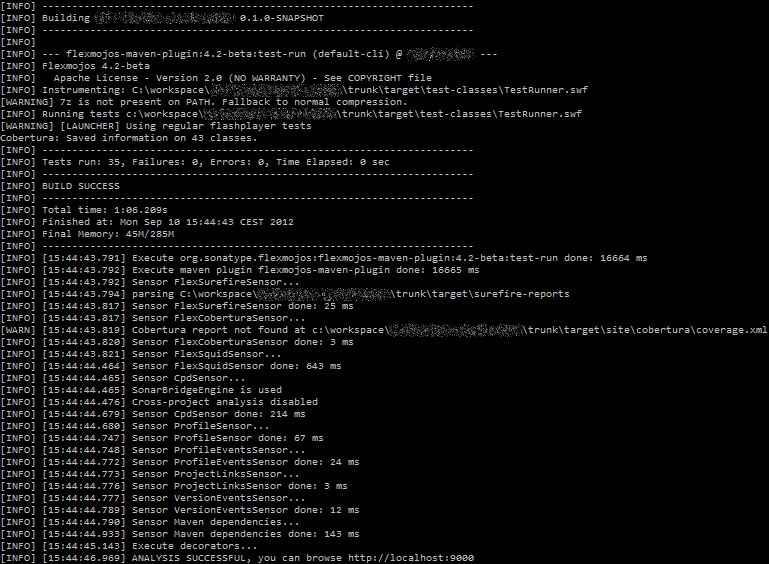 [INFO] ------------------------------------------------------------------------
[INFO] Building 0.1.0-SNAPSHOT
[INFO] ------------------------------------------------------------------------
[INFO]
[INFO] --- flexmojos-maven-plugin:4.2-beta:test-run (default-cli) @ ---
[INFO] Flexmojos 4.2-beta
[INFO]   Apache License - Version 2.0 (NO WARRANTY) - See COPYRIGHT file
[INFO] Instrumenting: C:\workspace\ \trunk\target\test-classes\TestRunner.swf
[WARNING] 7z is not present on PATH. Fallback to normal compression.
[INFO] Running tests c:\workspace\ \trunk\target\test-classes\TestRunner.swf
[WARNING] [LAUNCHER] Using regular flashplayer tests
Cobertura: Saved information on 43 classes.
[INFO] ------------------------------------------------------------------------
[INFO] Tests run: 35, Failures: 0, Errors: 0, Time Elapsed: 0 sec
[INFO] ------------------------------------------------------------------------
[INFO] BUILD SUCCESS
[INFO] ------------------------------------------------------------------------
[INFO] Total time: 1:06.209s
[INFO] Finished at: Mon Sep 10 15:44:43 CEST 2012
[INFO] Final Memory: 45M/285M
[INFO] ------------------------------------------------------------------------
[INFO] [15:44:43.791] Execute org.sonatype.flexmojos:flexmojos-maven-plugin:4.2-beta:test-run done: 16664 ms
[INFO] [15:44:43.792] Execute maven plugin flexmojos-maven-plugin done: 16665 ms
[INFO] [15:44:43.792] Sensor FlexSurefireSensor...
[INFO] [15:44:43.794] parsing C:\workspace\ \trunk\target\surefire-reports
[INFO] [15:44:43.817] Sensor FlexSurefireSensor done: 25 ms
[INFO] [15:44:43.817] Sensor FlexCoberturaSensor...
[WARN] [15:44:43.819] Cobertura report not found at c:\workspace\ \trunk\target\site\cobertura\coverage.xml
[INFO] [15:44:43.820] Sensor FlexCoberturaSensor done: 3 ms
[INFO] [15:44:43.821] Sensor FlexSquidSensor...
[INFO] [15:44:44.464] Sensor FlexSquidSensor done: 643 ms
[INFO] [15:44:44.465] Sensor CpdSensor...
[INFO] [15:44:44.465] SonarBridgeEngine is used
[INFO] [15:44:44.476] Cross-project analysis disabled
[INFO] [15:44:44.679] Sensor CpdSensor done: 214 ms
[INFO] [15:44:44.680] Sensor ProfileSensor...
[INFO] [15:44:44.747] Sensor ProfileSensor done: 67 ms
[INFO] [15:44:44.748] Sensor ProfileEventsSensor...
[INFO] [15:44:44.772] Sensor ProfileEventsSensor done: 24 ms
[INFO] [15:44:44.773] Sensor ProjectLinksSensor...
[INFO] [15:44:44.776] Sensor ProjectLinksSensor done: 3 ms
[INFO] [15:44:44.777] Sensor VersionEventsSensor...
[INFO] [15:44:44.789] Sensor VersionEventsSensor done: 12 ms
[INFO] [15:44:44.790] Sensor Maven dependencies...
[INFO] [15:44:44.933] Sensor Maven dependencies done: 143 ms
[INFO] [15:44:45.143] Execute decorators...
[INFO] [15:44:46.969] ANALYSIS SUCCESSFUL, you can browse http://localhost:9000